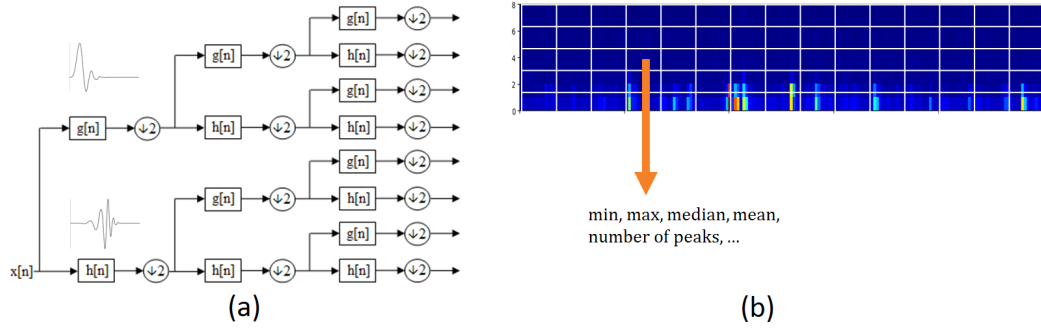 g[n] ↓2
g[n] ↓2 h[n] ↓2
g[n] ↓2
g[n] ↓2 h[n] ↓2 h[n] ↓2
g[n] ↓2
g[n] ↓2 h[n] ↓2
g[n] ↓2
x[n] h[n] ↓2 h[n] ↓2 h[n] ↓2
(a)
8
6
4
2
0
min, max, median, mean,
number of peaks, ...
(b)